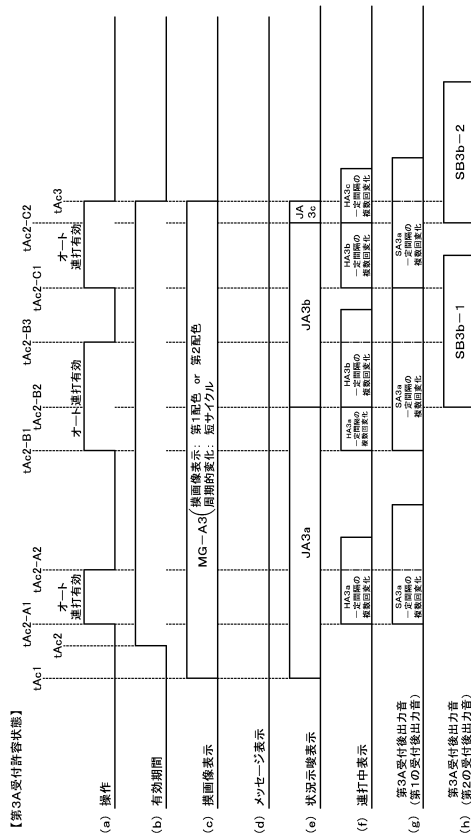 【第3A受付許容状態】
tAc1
tAc2
tAc2-A1
tAc2-A2
tAc2-B1
tAc2-B2
tAc2-B3
tAc2-C1
tAc2-C2
tAc3
(a) 操作
オート
連打有効
オート連打有効
オート
連打有効
(b) 有効期間
(c) 摸画像表示
MG-A3(摸画像表示: 第1配色 or 第2配色
周期的変化: 短サイクル)
(d) メッセージ表示
(e) 状況示唆表示
JA3a
JA3b
JA
3c
(f) 連打中表示
HA3a
一定間隔の
複数回変化
HA3a
一定間隔の
複数回変化
HA3b
一定間隔の
複数回変化
HA3b
一定間隔の
複数回変化
HA3c
一定間隔の
複数回変化
(g) 第3A受付後出力音
(第1の受付後出力音)
SA3a
一定間隔の
複数回変化
SA3a
一定間隔の
複数回変化
SA3a
一定間隔の
複数回変化
(h) 第3A受付後出力音
(第2の受付後出力音)
SB3b-1
SB3b-2